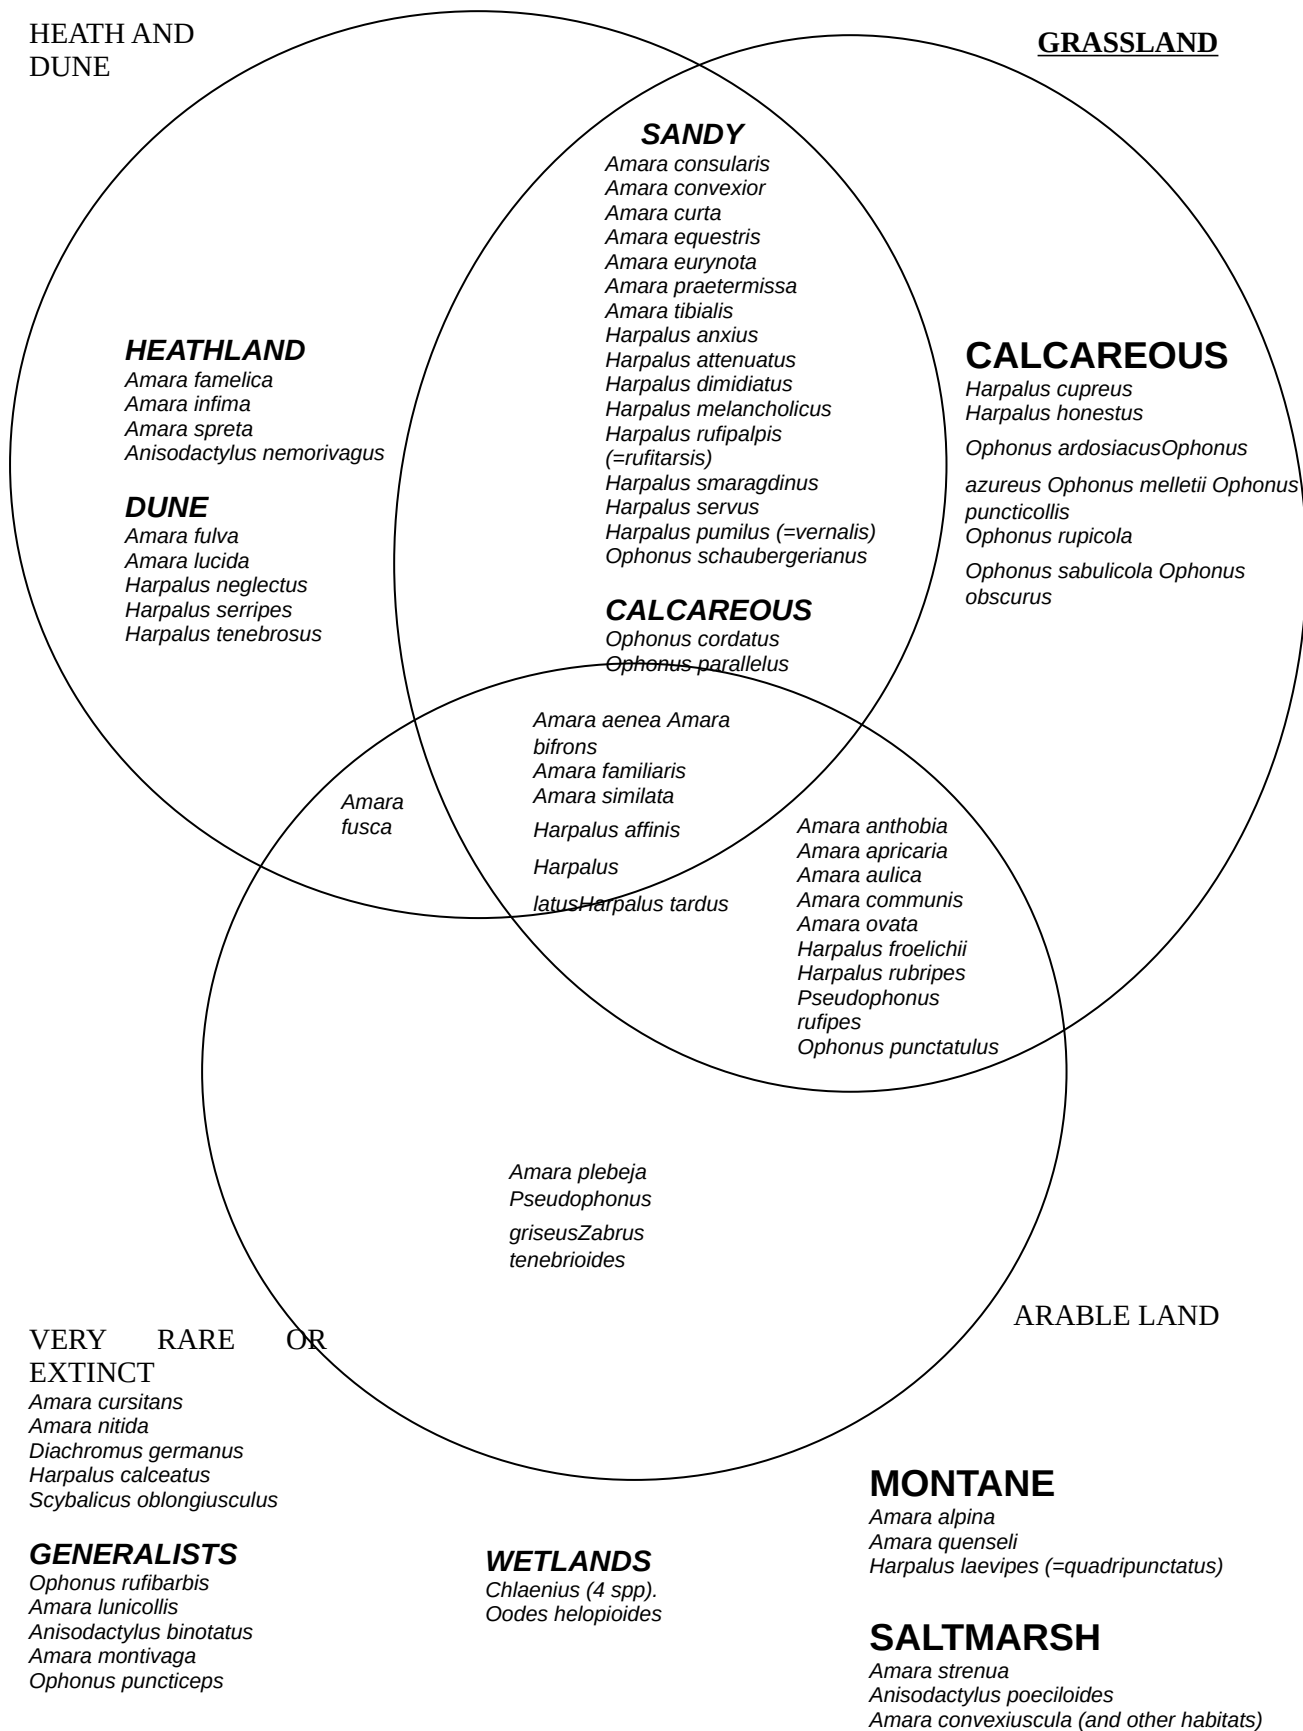 HEATH AND
DUNE
GRASSLAND
SANDY
Amara consularis
Amara convexior
Amara curta
Amara equestris
Amara eurynota
Amara praetermissa
Amara tibialis
Harpalus anxius
Harpalus attenuatus
Harpalus dimidiatus
Harpalus melancholicus
Harpalus rufipalpis
(=rufitarsis)
Harpalus smaragdinus
Harpalus servus
Harpalus pumilus (=vernalis)
Ophonus schaubergerianus
HEATHLAND
Amara famelica
Amara infima
Amara spreta
Anisodactylus nemorivagus
DUNE
Amara fulva
Amara lucida
Harpalus neglectus
Harpalus serripes
Harpalus tenebrosus
CALCAREOUS
Harpalus cupreus
Harpalus honestus
Ophonus ardosiacusOphonus
azureus Ophonus melletii Ophonus
puncticollis
Ophonus rupicola
Ophonus sabulicola Ophonus
obscurus
CALCAREOUS
Ophonus cordatus
Ophonus parallelus
Amara aenea Amara
bifrons
Amara familiaris
Amara similata
Harpalus affinis
Harpalus
latusHarpalus tardus
Amara
fusca
Amara anthobia
Amara apricaria
Amara aulica
Amara communis
Amara ovata
Harpalus froelichii
Harpalus rubripes
Pseudophonus
rufipes
Ophonus punctatulus
Amara plebeja
Pseudophonus
griseusZabrus
tenebrioides
ARABLE LAND
VERY RARE OR
EXTINCT
Amara cursitans
Amara nitida
Diachromus germanus
Harpalus calceatus
Scybalicus oblongiusculus
GENERALISTS
Ophonus rufibarbis
Amara lunicollis
Anisodactylus binotatus
Amara montivaga
Ophonus puncticeps
WETLANDS
Chlaenius (4 spp).
Oodes helopioides
MONTANE
Amara alpina
Amara quenseli
Harpalus laevipes (=quadripunctatus)
SALTMARSH
Amara strenua
Anisodactylus poeciloides
Amara convexiuscula (and other habitats)